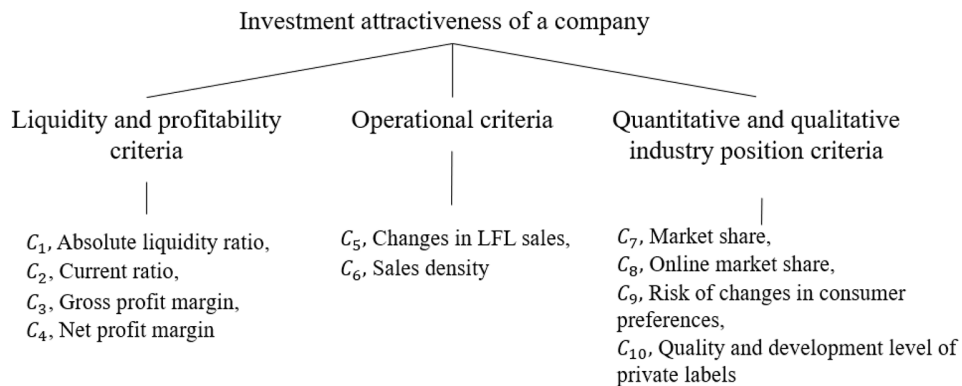 Investment attractiveness of a company
Liquidity and profitability
criteria
Operational criteria
Quantitative and qualitative
industry position criteria
C₁, Absolute liquidity ratio,
C₂, Current ratio,
C₃, Gross profit margin,
C₄, Net profit margin
C₅, Changes in LFL sales,
C₆, Sales density
C₇, Market share,
C₈, Online market share,
C₉, Risk of changes in consumer
preferences,
C₁₀, Quality and development level of
private labels